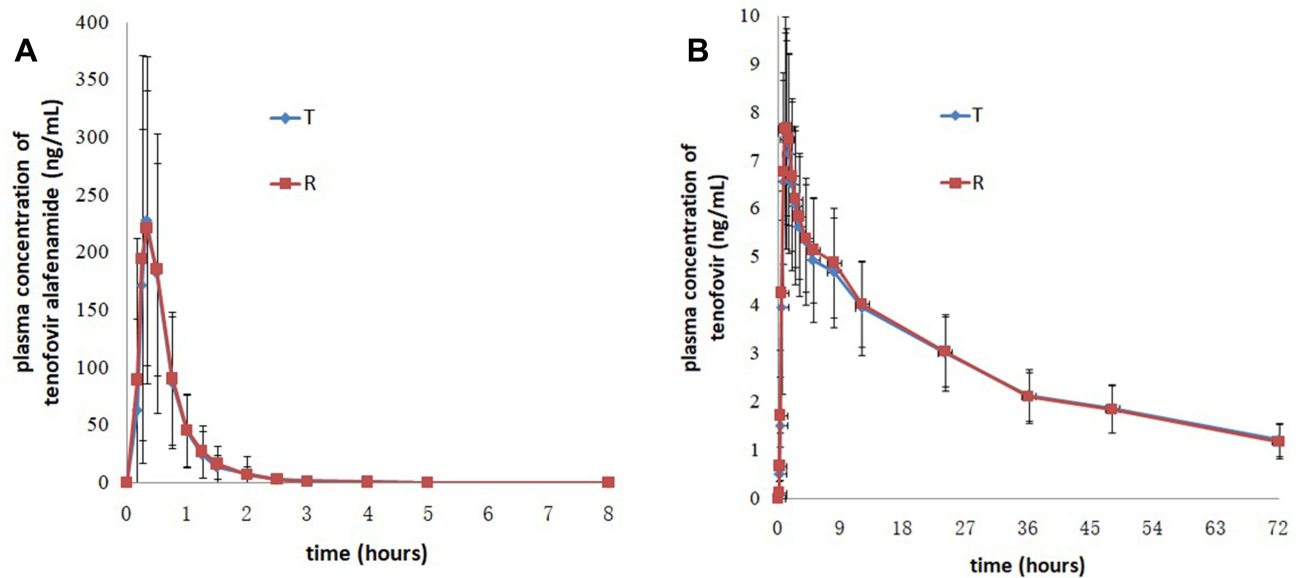 A
plasma concentration of
tenofovir alafenamide (ng/mL)
400
350
300
250
200
150
100
50
0
T
R
0 1 2 3 4 5 6 7 8
time (hours)
B
plasma concentration of
tenofovir (ng/mL)
10
9
8
7
6
5
4
3
2
1
0
T
R
0 9 18 27 36 45 54 63 72
time (hours)